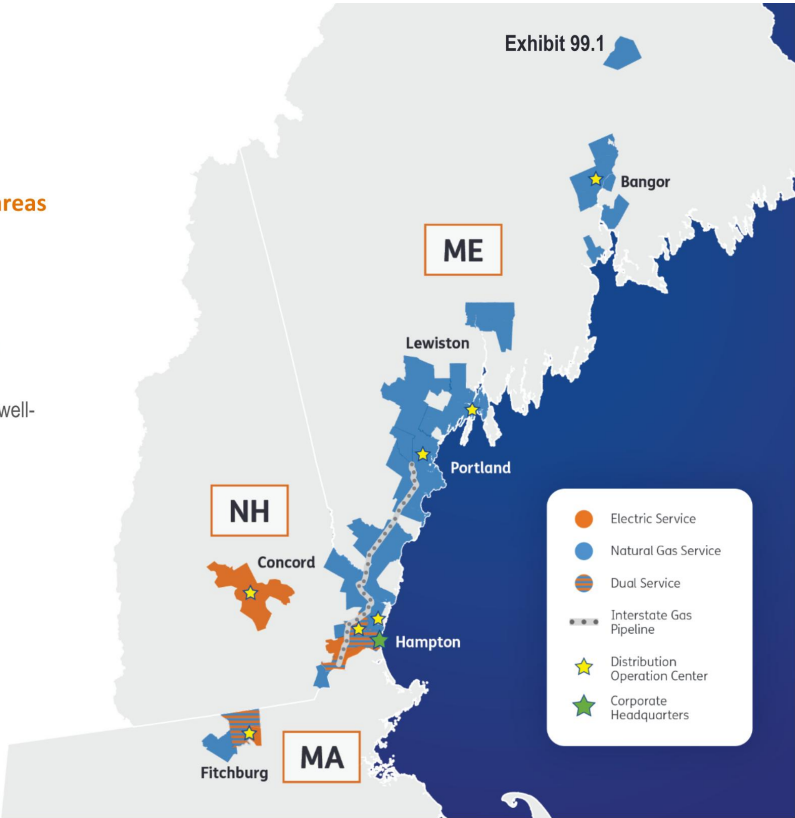 Exhibit 99.1
Bangor
areas
ME
Lewiston
well-
Portland
NH
Concord
Electric Service
Natural Gas Service
Dual Service
Interstate Gas
Pipeline
Distribution
Operation Center
Corporate
Headquarters
Hampton
MA
Fitchburg